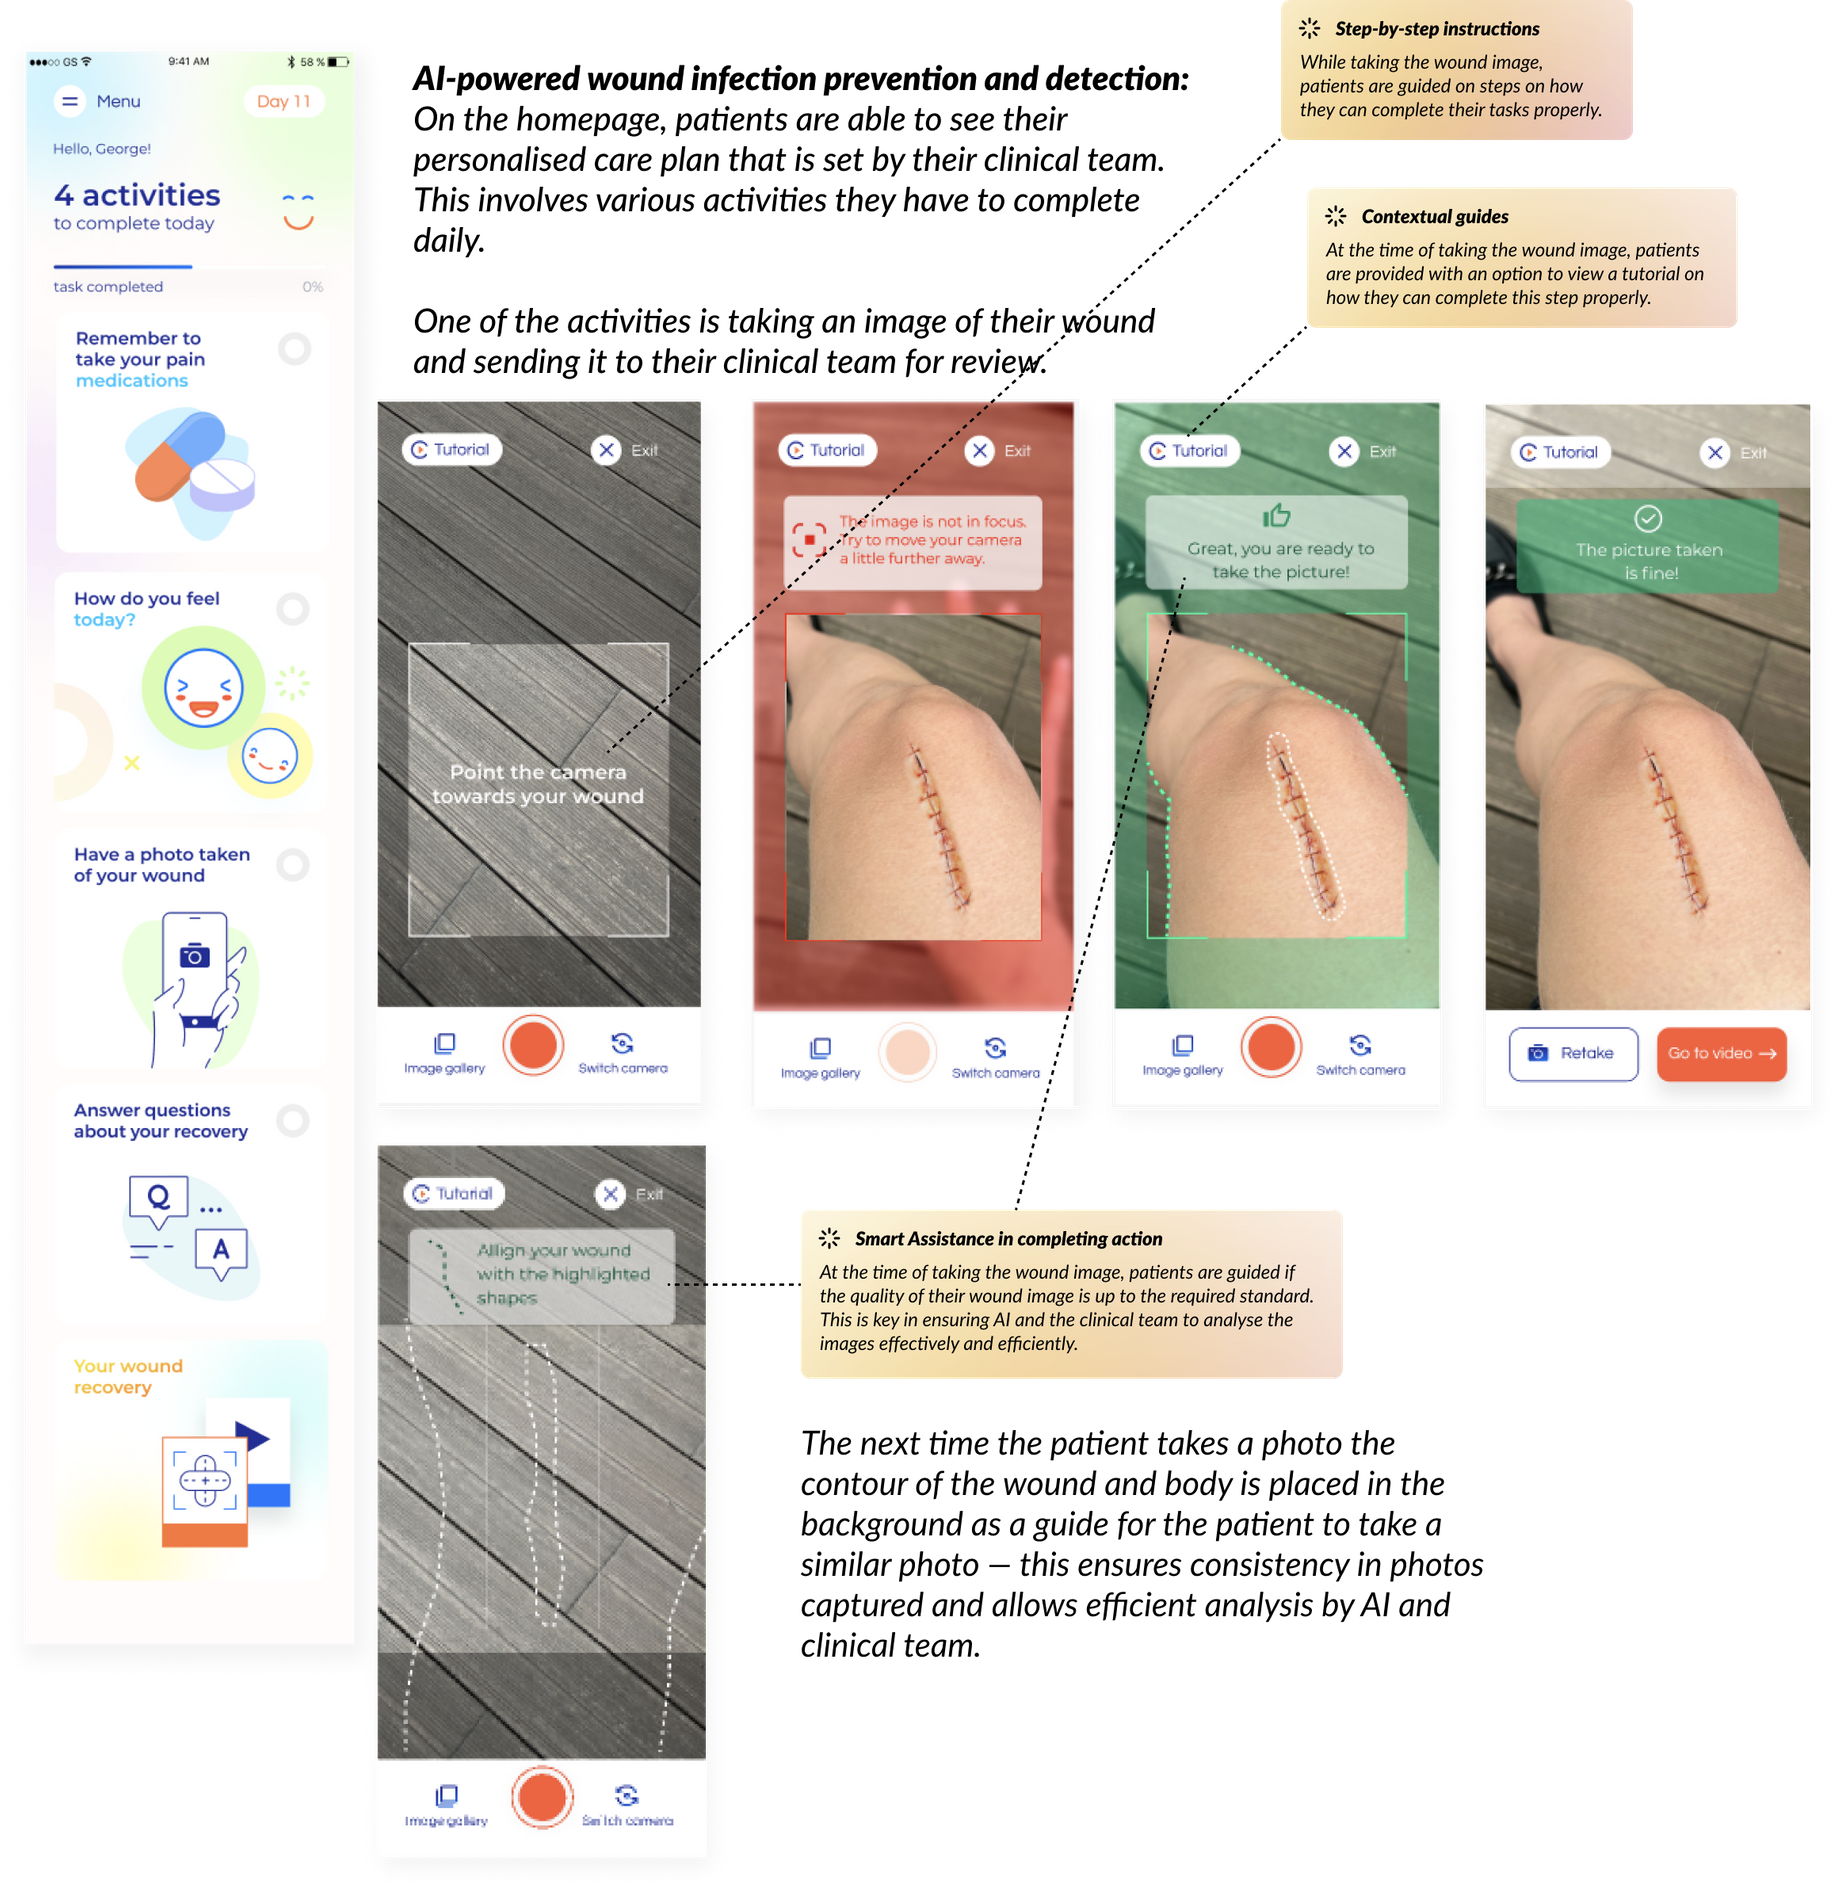 GS
9:41 AM
58 %
Menu
Day 11
Hello, George!
4 activities
to complete today
task completed
0%
Remember to
take your pain
medications
How do you feel
today?
Have a photo taken
of your wound
Answer questions
about your recovery
Q
A
Your wound
recovery
AI-powered wound infection prevention and detection:
On the homepage, patients are able to see their
personalised care plan that is set by their clinical team.
This involves various activities they have to complete
daily.
One of the activities is taking an image of their wound
and sending it to their clinical team for review.
Step-by-step instructions
While taking the wound image,
patients are guided on steps on how
they can complete their tasks properly.
Contextual guides
At the time of taking the wound image, patients
are provided with an option to view a tutorial on
how they can complete this step properly.
Tutorial
Exit
Point the camera
towards your wound
Image gallery
Switch camera
Tutorial
Exit
The image is not in focus.
Try to move your camera
a little further away.
Image gallery
Switch camera
Tutorial
Exit
Great, you are ready to
take the picture!
Image gallery
Switch camera
Tutorial
Exit
The picture taken
is fine!
Retake
Go to video →
Tutorial
Exit
Allign your wound
with the highlighted
shapes
Image gallery
Switch camera
Smart Assistance in completing action
At the time of taking the wound image, patients are guided if
the quality of their wound image is up to the required standard.
This is key in ensuring AI and the clinical team to analyse the
images effectively and efficiently.
The next time the patient takes a photo the
contour of the wound and body is placed in the
background as a guide for the patient to take a
similar photo — this ensures consistency in photos
captured and allows efficient analysis by AI and
clinical team.